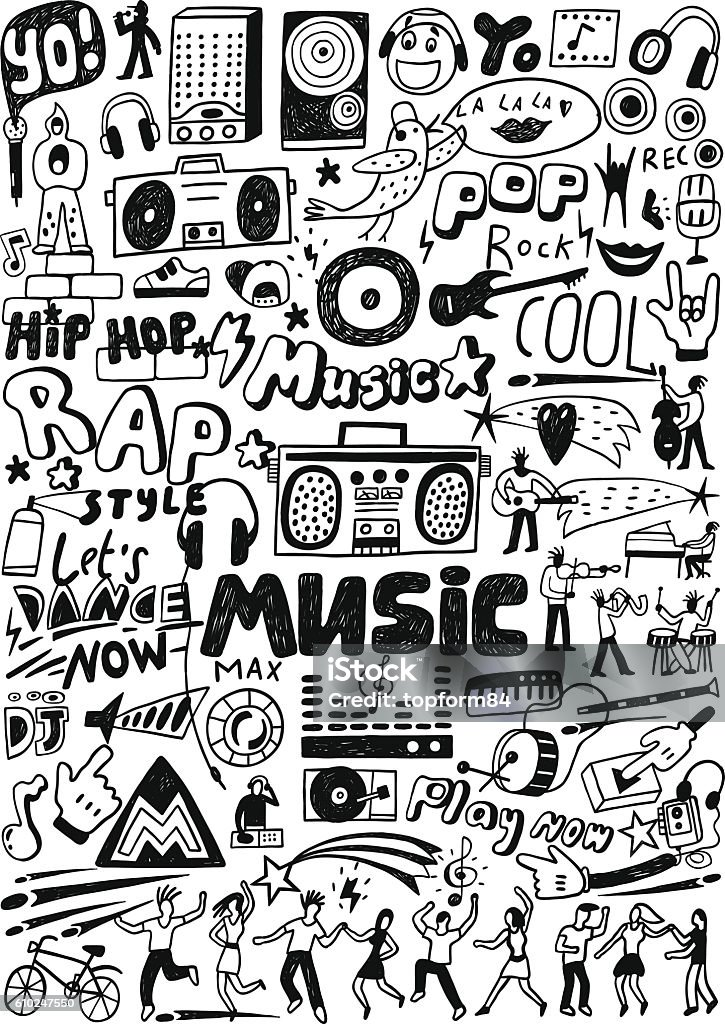 YO!
Yo
LA LA LA
POP
REC
ROCK
COOL
HIP HOP
MUSIC
RAP
STYLE
Let's
DANCE
NOW
MUSIC
MAX
iStock™
Credit: topform84
DJ
M
Play NOW
610247550